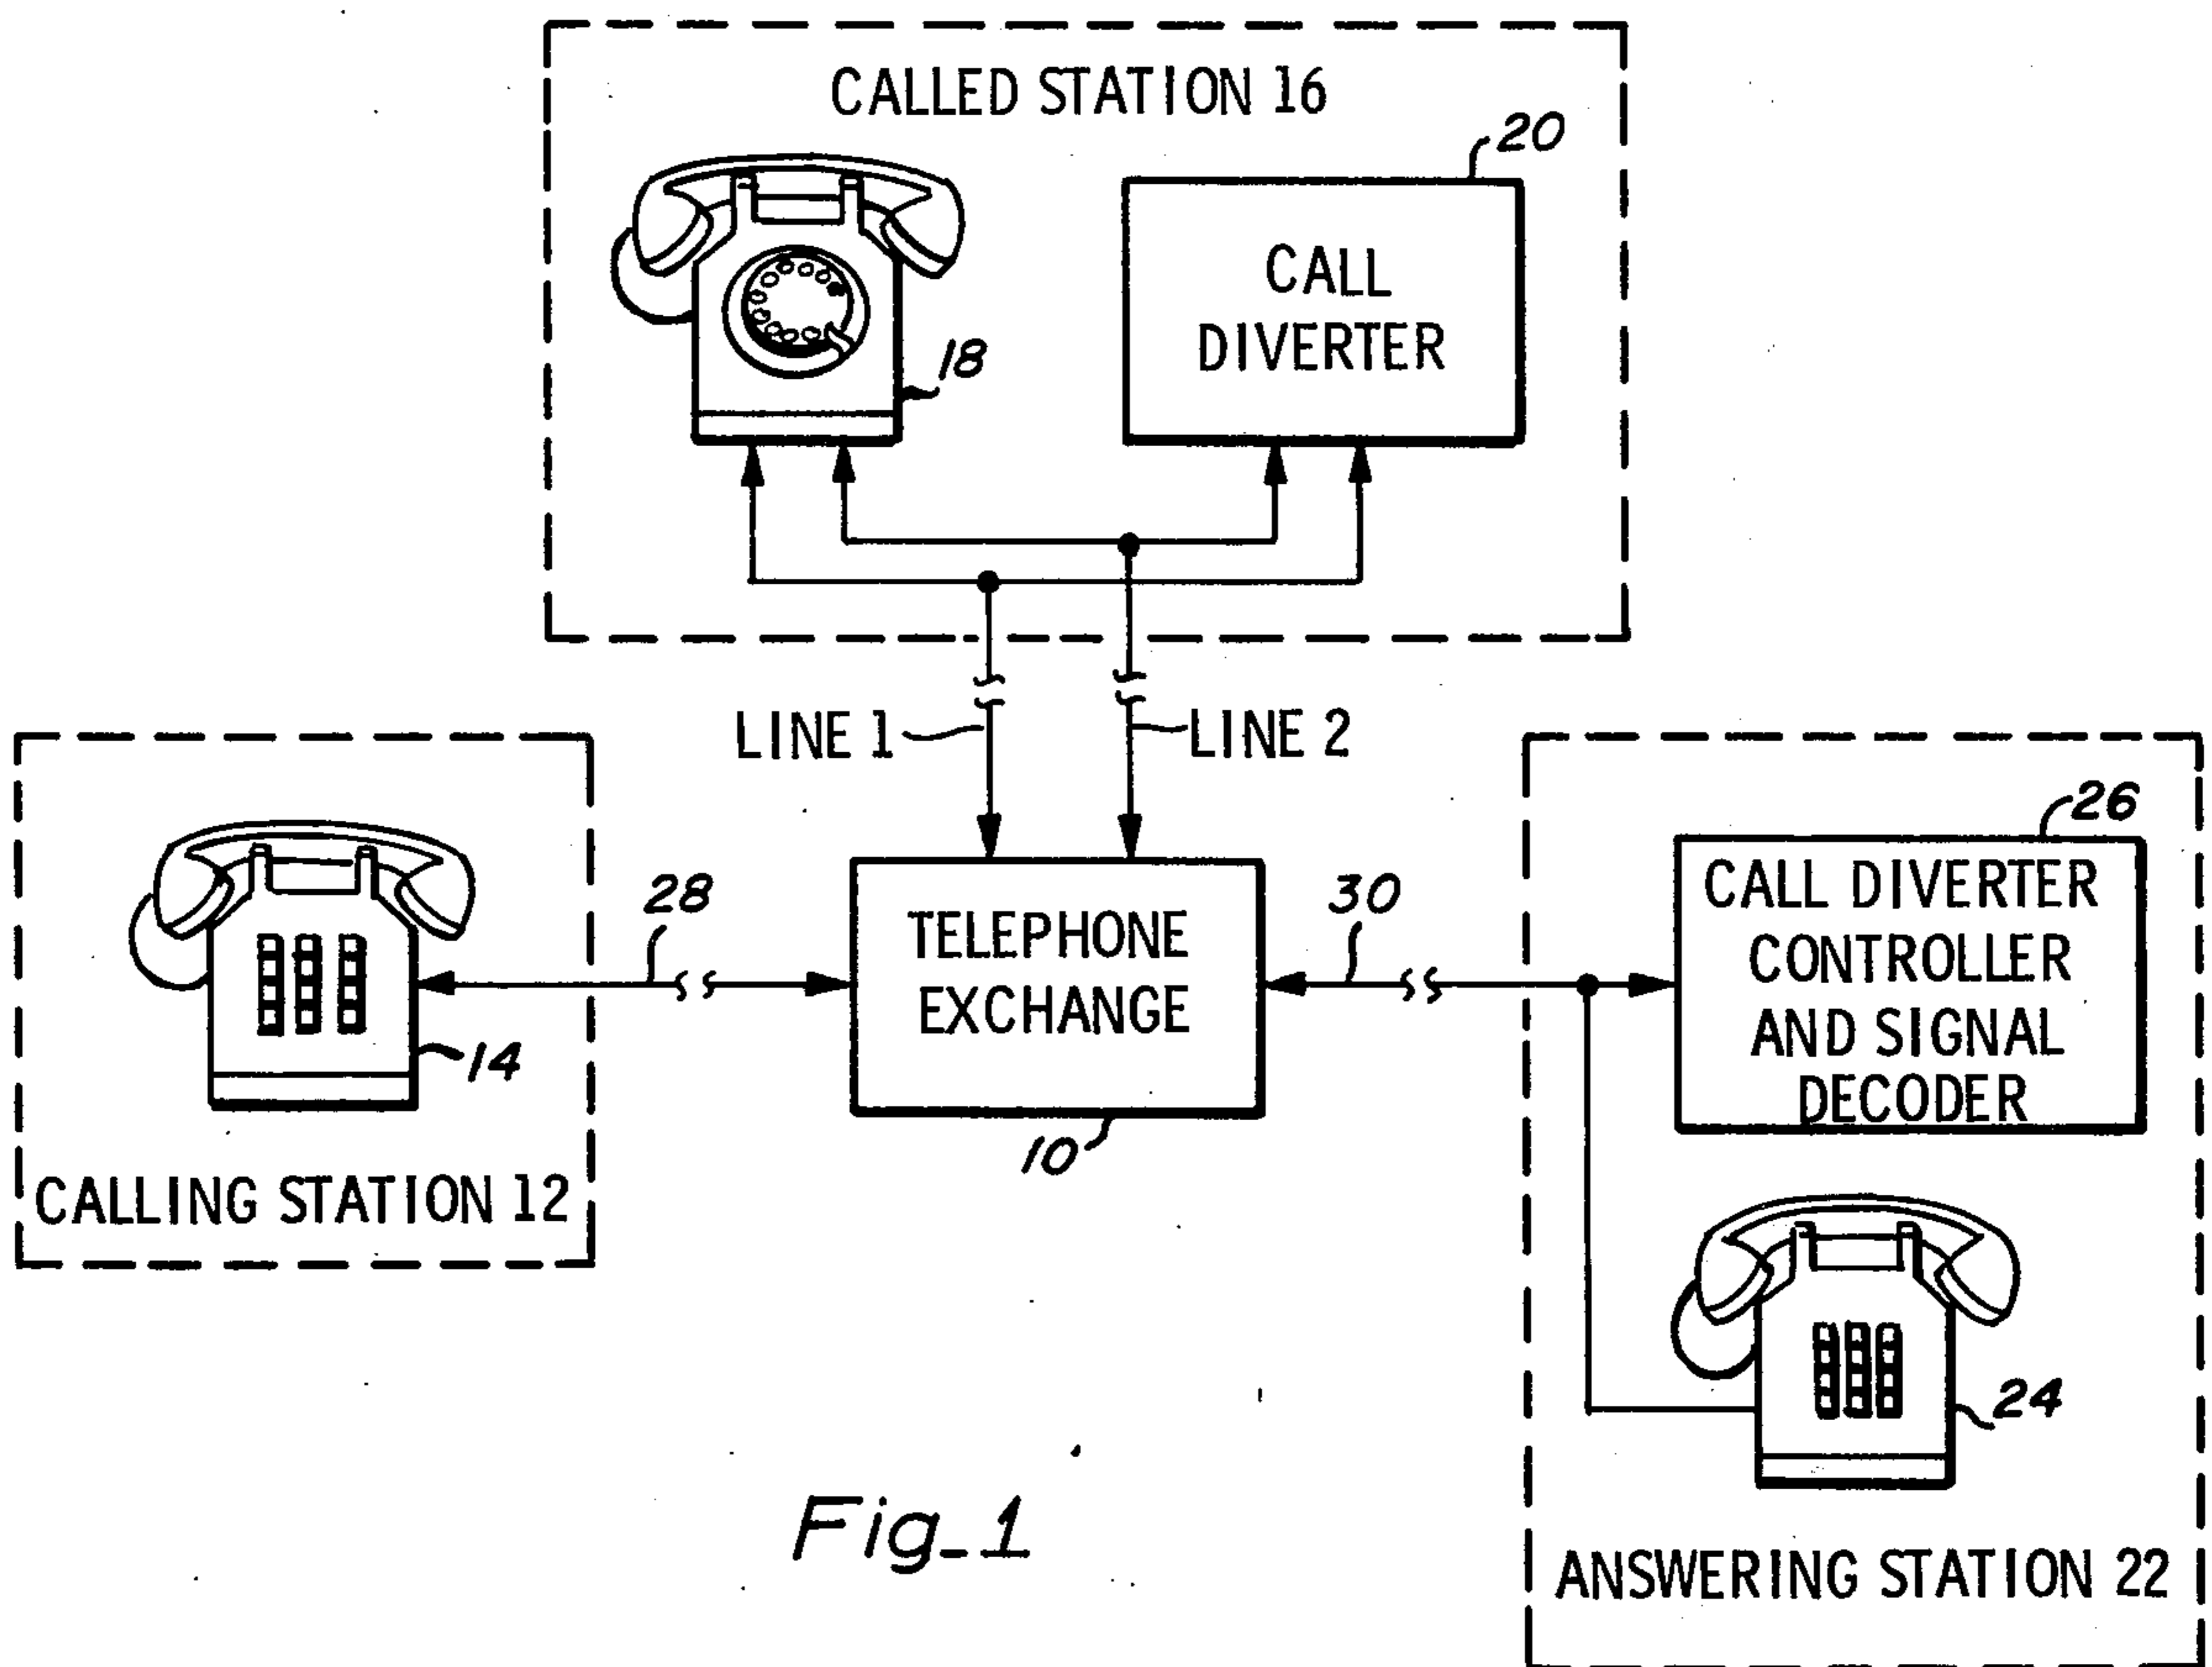 CALLED STATION 16
20
CALL
DIVERTER
18
LINE 1
LINE 2
26
CALL DIVERTER
CONTROLLER
AND SIGNAL
DECODER
28
TELEPHONE
EXCHANGE
30
14
10
CALLING STATION 12
24
Fig_1
ANSWERING STATION 22